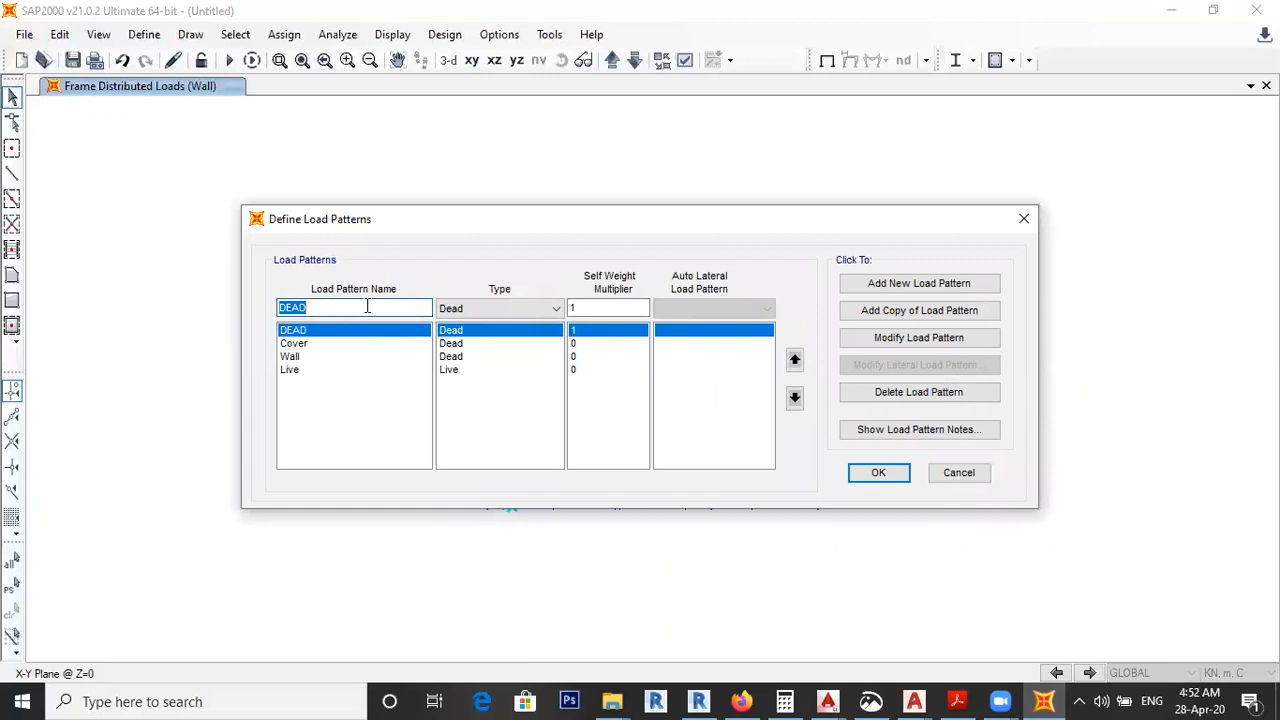 SAP2000 v21.0.2 Ultimate 64-bit - (Untitled)
File Edit View Define Draw Select Assign Analyze Display Design Options Tools Help
3-d xy xz yz nv nd
Frame Distributed Loads (Wall)
Define Load Patterns
Load Patterns
Click To:
Load Pattern Name Type Self Weight Multiplier Auto Lateral Load Pattern
DEAD Dead 1
DEAD Dead 1
Cover Dead 0
Wall Dead 0
Live Live 0
Add New Load Pattern
Add Copy of Load Pattern
Modify Load Pattern
Modify Lateral Load Pattern
Delete Load Pattern
Show Load Pattern Notes...
OK Cancel
all
PS
clr
X-Y Plane @ Z=0
GLOBAL KN, m, C
Type here to search
Ps
ENG
4:52 AM
28-Apr-20